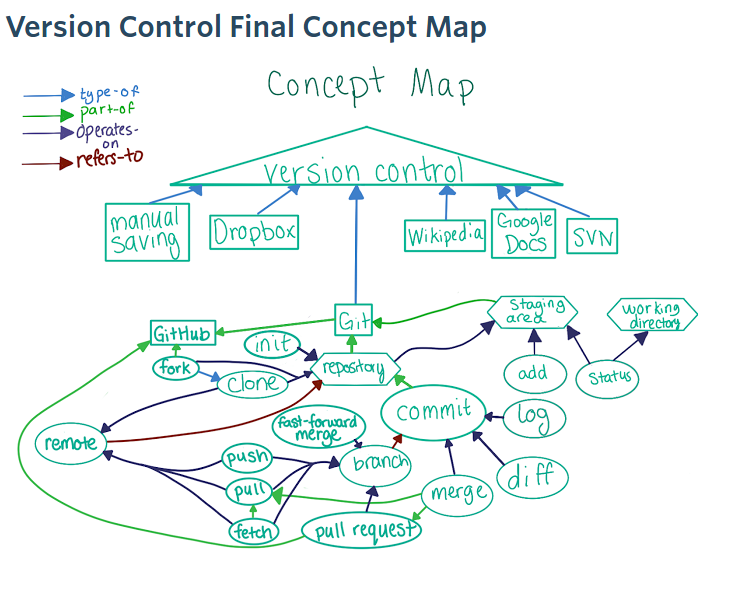 Version Control Final Concept Map
Concept Map
type-of
part-of
operates-
on
refers-to
version control
manual
saving
Dropbox
Wikipedia
Google
Docs
SVN
Git
Staging
area
working
directory
GitHub
init
fork
clone
repository
add
Status
commit
log
remote
fast-forward
merge
push
branch
pull
diff
merge
fetch
pull request